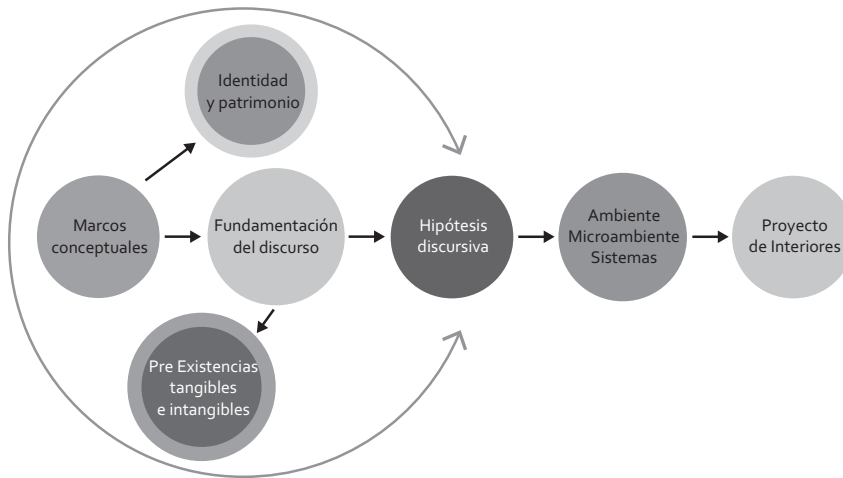 Identidad
y patrimonio
Marcos
conceptuales
Fundamentación
del discurso
Hipótesis
discursiva
Ambiente
Microambiente
Sistemas
Proyecto
de Interiores
Pre Existencias
tangibles
e intangibles